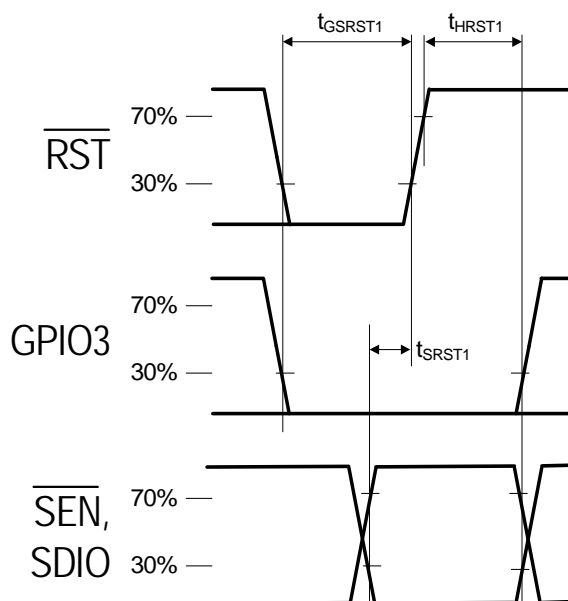 tGSRST1
tHRST1
70%
RST
30%
70%
GPIO3
30%
tSRST1
70%
SEN,
SDIO
30%